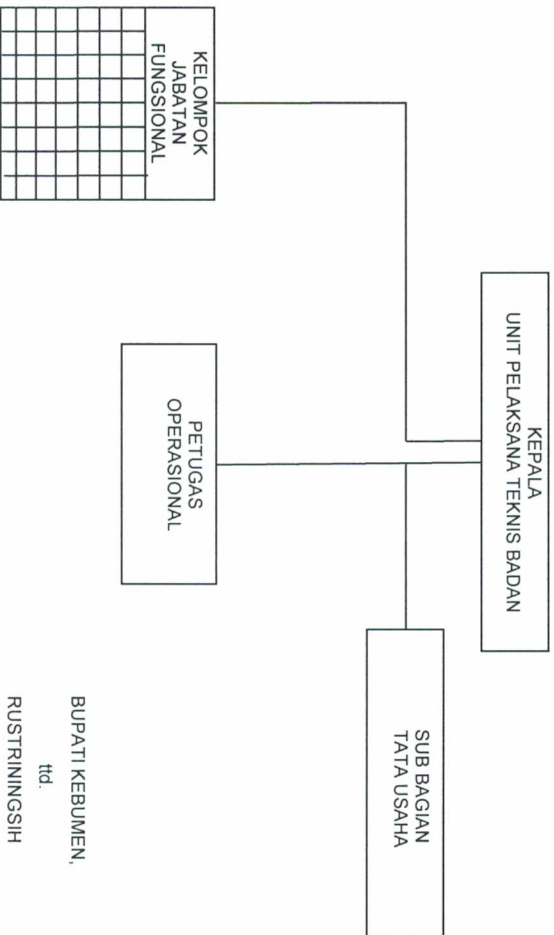 KEPALA
UNIT PELAKSANA TEKNIS BADAN
SUB BAGIAN
TATA USAHA
KELOMPOK
JABATAN
FUNGSIONAL
PETUGAS
OPERASIONAL
BUPATI KEBUMEN,
ttd.
RUSTRININGSIH